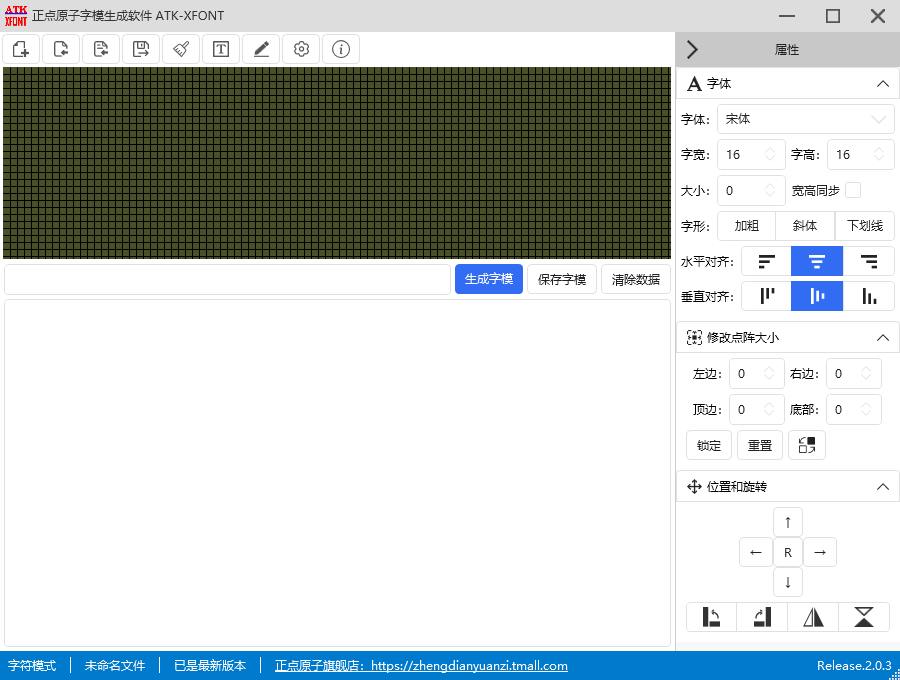 ATK
XFONT
正点原子字模生成软件 ATK-XFONT
T
i
属性
A 字体
字体: 宋体
字宽: 16 字高: 16
大小: 0 宽高同步
字形: 加粗 斜体 下划线
水平对齐:
垂直对齐:
生成字模 保存字模 清除数据
修改点阵大小
左边: 0 右边: 0
顶边: 0 底部: 0
锁定 重置
位置和旋转
↑
← R →
↓
字符模式 未命名文件 已是最新版本 正点原子旗舰店: https://zhengdianyuanzi.tmall.com Release.2.0.3